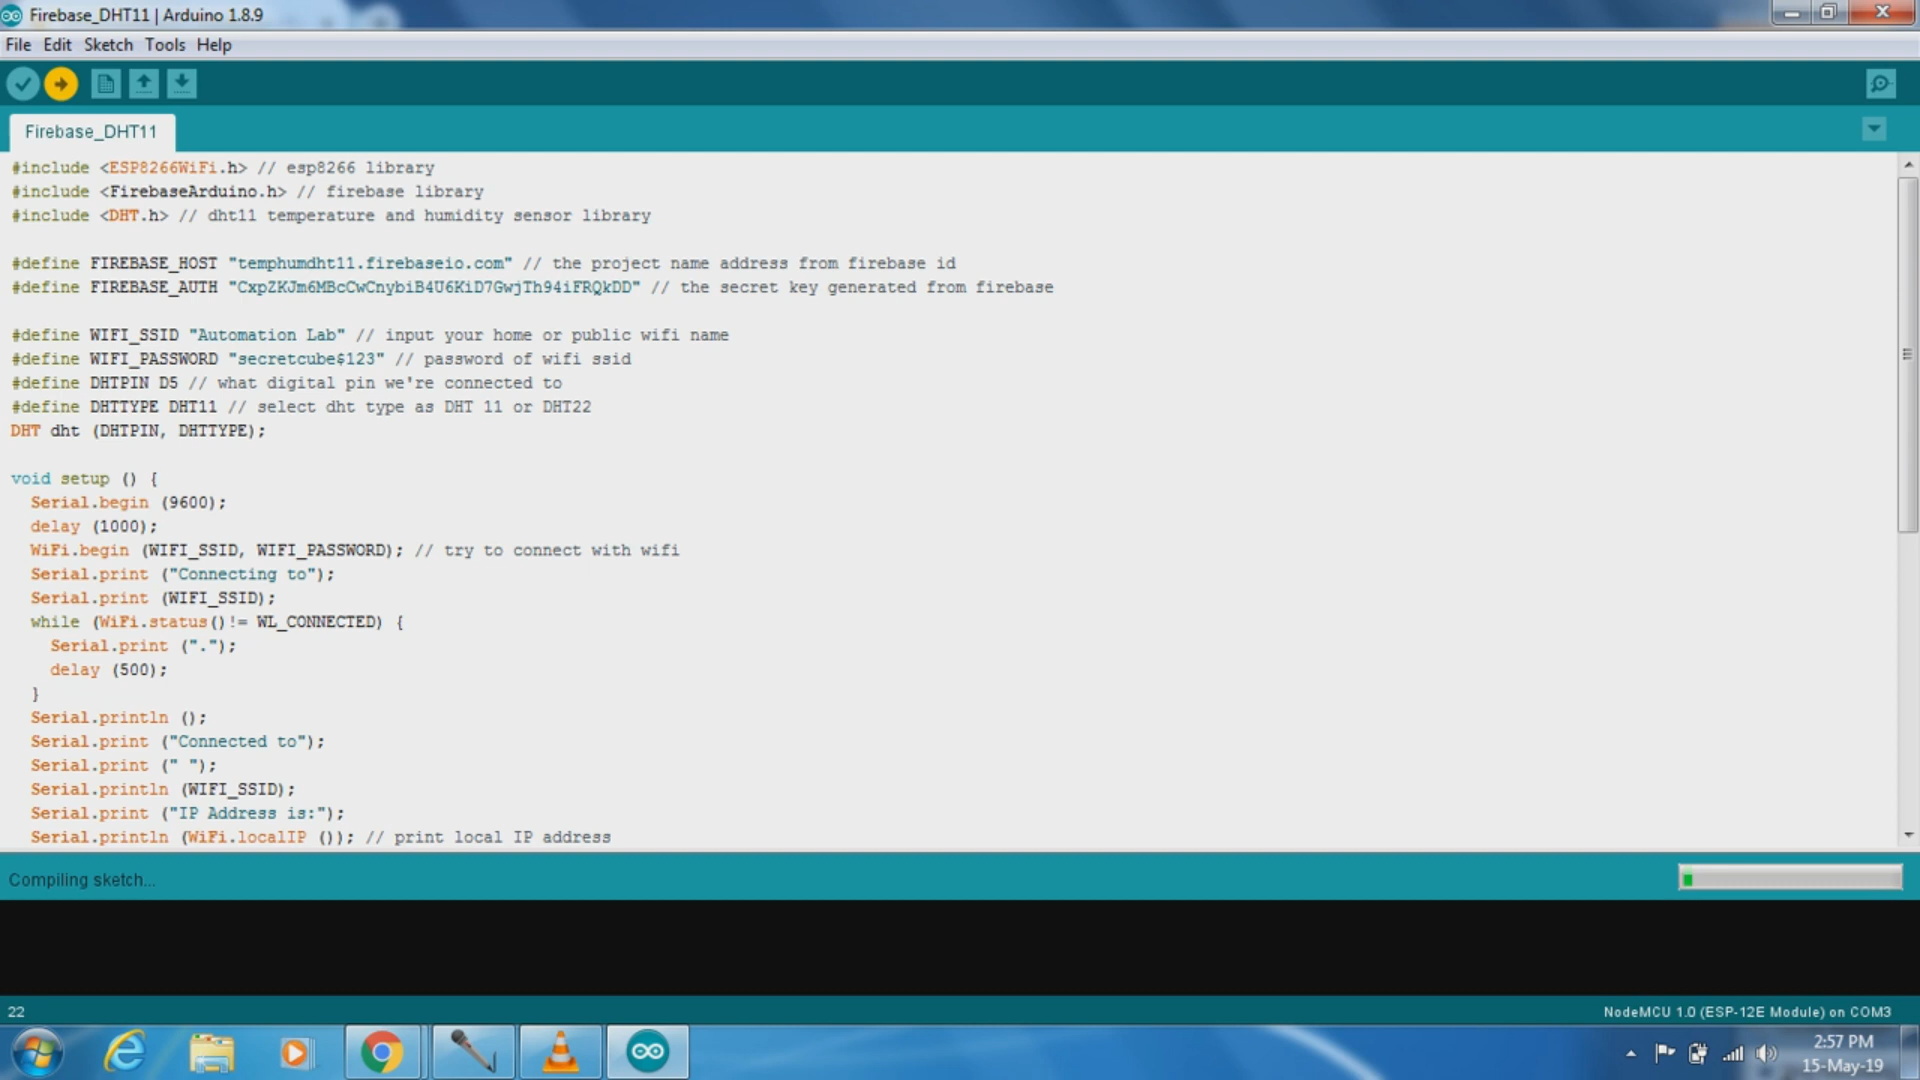 Firebase_DHT11 | Arduino 1.8.9
File Edit Sketch Tools Help
Firebase_DHT11
#include <ESP8266WiFi.h> // esp8266 library
#include <FirebaseArduino.h> // firebase library
#include <DHT.h> // dht11 temperature and humidity sensor library
#define FIREBASE_HOST "temphumdht11.firebaseio.com" // the project name address from firebase id
#define FIREBASE_AUTH "CxpZKJm6MBcCwCnybiB4U6KiD7GwjTh94iFRQkDD" // the secret key generated from firebase
#define WIFI_SSID "Automation Lab" // input your home or public wifi name
#define WIFI_PASSWORD "secretcube$123" // password of wifi ssid
#define DHTPIN D5 // what digital pin we're connected to
#define DHTTYPE DHT11 // select dht type as DHT 11 or DHT22
DHT dht (DHTPIN, DHTTYPE);
void setup () {
Serial.begin (9600);
delay (1000);
WiFi.begin (WIFI_SSID, WIFI_PASSWORD); // try to connect with wifi
Serial.print ("Connecting to");
Serial.print (WIFI_SSID);
while (WiFi.status()!= WL_CONNECTED) {
Serial.print (".");
delay (500);
}
Serial.println ();
Serial.print ("Connected to");
Serial.print (" ");
Serial.println (WIFI_SSID);
Serial.print ("IP Address is:");
Serial.println (WiFi.localIP ()); // print local IP address
Compiling sketch...
22
NodeMCU 1.0 (ESP-12E Module) on COM3
2:57 PM
15-May-19